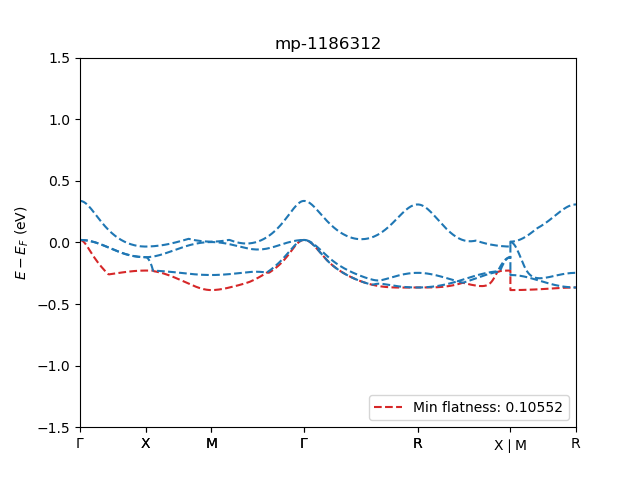 mp-1186312
1.5
1.0
0.5
0.0
−0.5
−1.0
−1.5
E − E_F (eV)
Min flatness: 0.10552
Γ X M Γ R X | M R